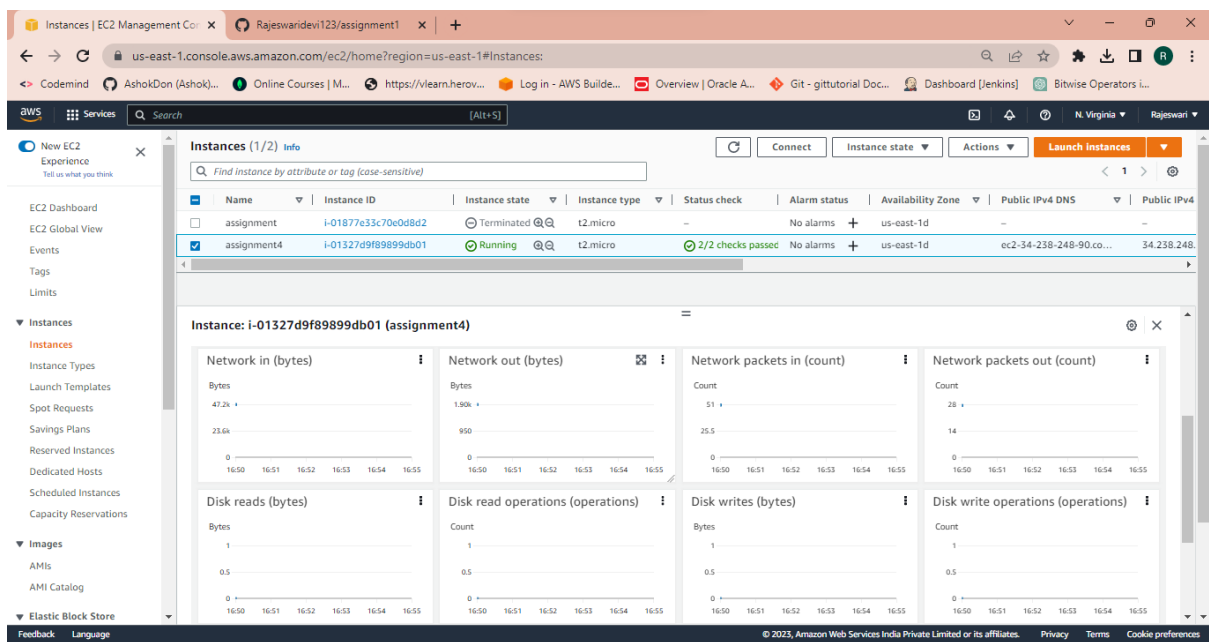 Instances | EC2 Management Cor
Rajeswaridevi123/assignment1
us-east-1.console.aws.amazon.com/ec2/home?region=us-east-1#Instances:
R
Codemind AshokDon (Ashok)... Online Courses | M... https://vlearn.herov... Log in - AWS Builde... Overview | Oracle A... Git - gittutorial Doc... Dashboard [Jenkins] Bitwise Operators i...
aws Services Search [Alt+S] N. Virginia Rajeswari
New EC2
Experience
Tell us what you think
EC2 Dashboard
EC2 Global View
Events
Tags
Limits
Instances
Instances
Instance Types
Launch Templates
Spot Requests
Savings Plans
Reserved Instances
Dedicated Hosts
Scheduled Instances
Capacity Reservations
Images
AMIs
AMI Catalog
Elastic Block Store
Instances (1/2) Info Connect Instance state Actions Launch instances
Find instance by attribute or tag (case-sensitive) 1
Name Instance ID Instance state Instance type Status check Alarm status Availability Zone Public IPv4 DNS Public IPv4
assignment i-01877e33c70e0d8d2 Terminated t2.micro – No alarms + us-east-1d – –
assignment4 i-01327d9f89899db01 Running t2.micro 2/2 checks passed No alarms + us-east-1d ec2-34-238-248-90.co... 34.238.248.
Instance: i-01327d9f89899db01 (assignment4)
Network in (bytes)
Bytes
47.2k
23.6k
0
16:50 16:51 16:52 16:53 16:54 16:55
Network out (bytes)
Bytes
1.90k
950
0
16:50 16:51 16:52 16:53 16:54 16:55
Network packets in (count)
Count
51
25.5
0
16:50 16:51 16:52 16:53 16:54 16:55
Network packets out (count)
Count
28
14
0
16:50 16:51 16:52 16:53 16:54 16:55
Disk reads (bytes)
Bytes
1
0.5
0
16:50 16:51 16:52 16:53 16:54 16:55
Disk read operations (operations)
Count
1
0.5
0
16:50 16:51 16:52 16:53 16:54 16:55
Disk writes (bytes)
Bytes
1
0.5
0
16:50 16:51 16:52 16:53 16:54 16:55
Disk write operations (operations)
Count
1
0.5
0
16:50 16:51 16:52 16:53 16:54 16:55
Feedback Language © 2023, Amazon Web Services India Private Limited or its affiliates. Privacy Terms Cookie preferences